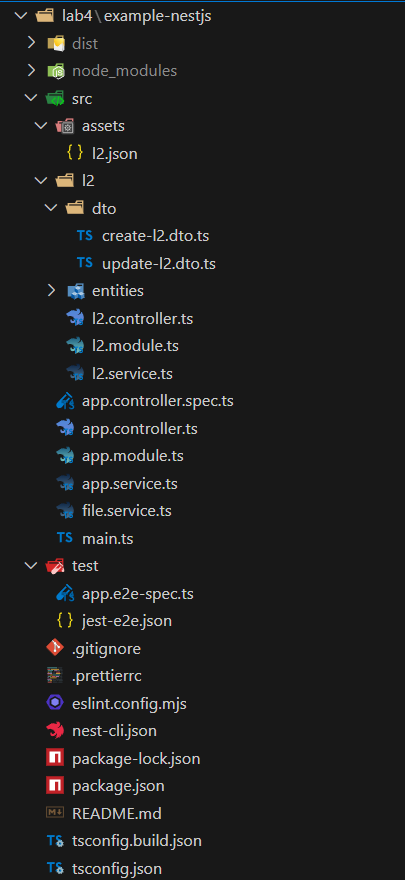 lab4\example-nestjs
dist
node_modules
src
assets
{} l2.json
l2
dto
TS create-l2.dto.ts
TS update-l2.dto.ts
entities
l2.controller.ts
l2.module.ts
l2.service.ts
app.controller.spec.ts
app.controller.ts
app.module.ts
app.service.ts
file.service.ts
TS main.ts
test
app.e2e-spec.ts
{} jest-e2e.json
.gitignore
.prettierrc
eslint.config.mjs
nest-cli.json
package-lock.json
package.json
README.md
TS tsconfig.build.json
TS tsconfig.json